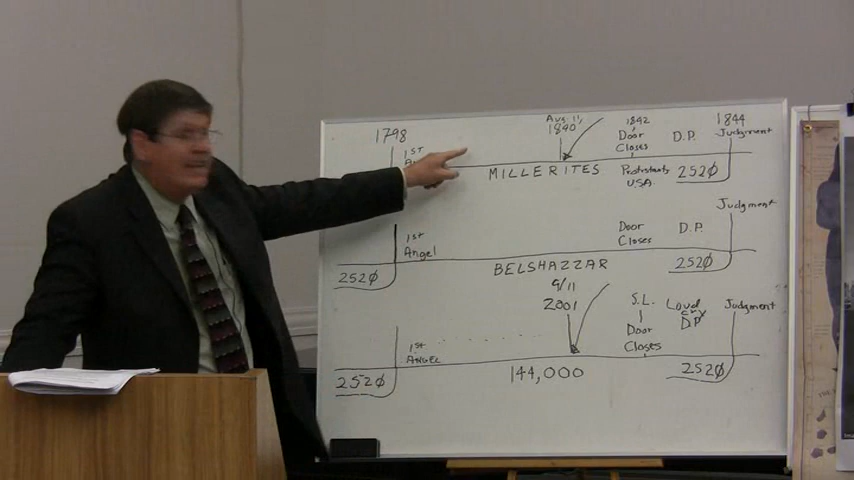 1798
1ST
Aug 11,
1840
1842
Door
Closes
D.P.
1844
Judgment
MILLERITES
Protestants
U.S.A.
2520
1st
Angel
2520
BELSHAZZAR
Door
Closes
D.P.
Judgment
2520
9/11
2001
1st
Angel
2520
144,000
S.L.
Door
Closes
Loud
cry
DP
Judgment
2520